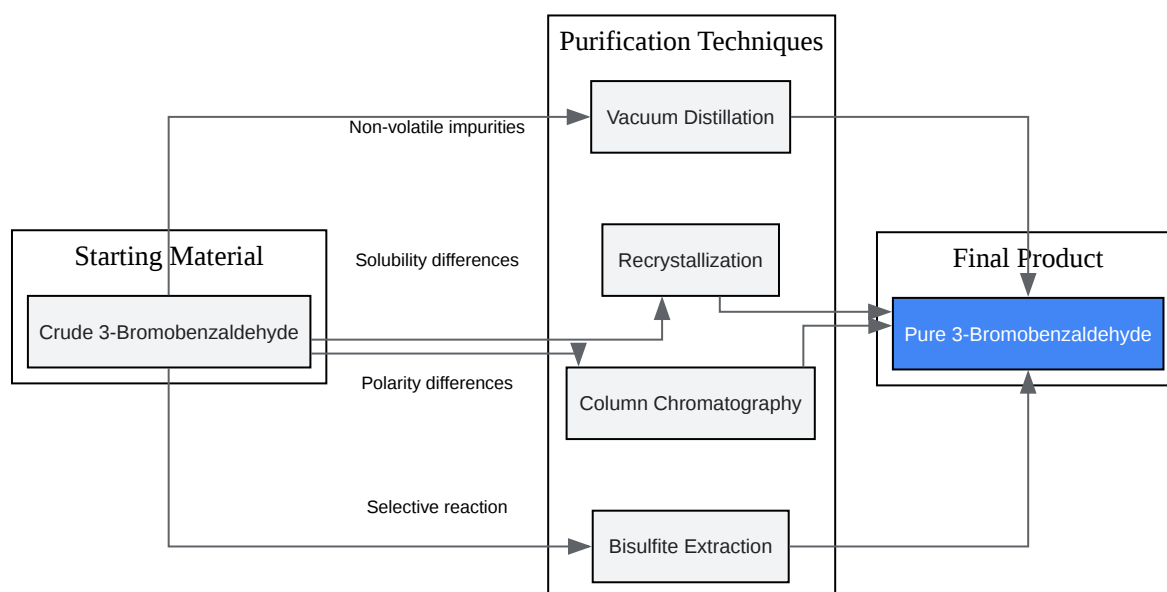 Purification Techniques
Vacuum Distillation
Non-volatile impurities
Starting Material
Solubility differences
Recrystallization
Final Product
Crude 3-Bromobenzaldehyde
Pure 3-Bromobenzaldehyde
Polarity differences
Column Chromatography
Selective reaction
Bisulfite Extraction